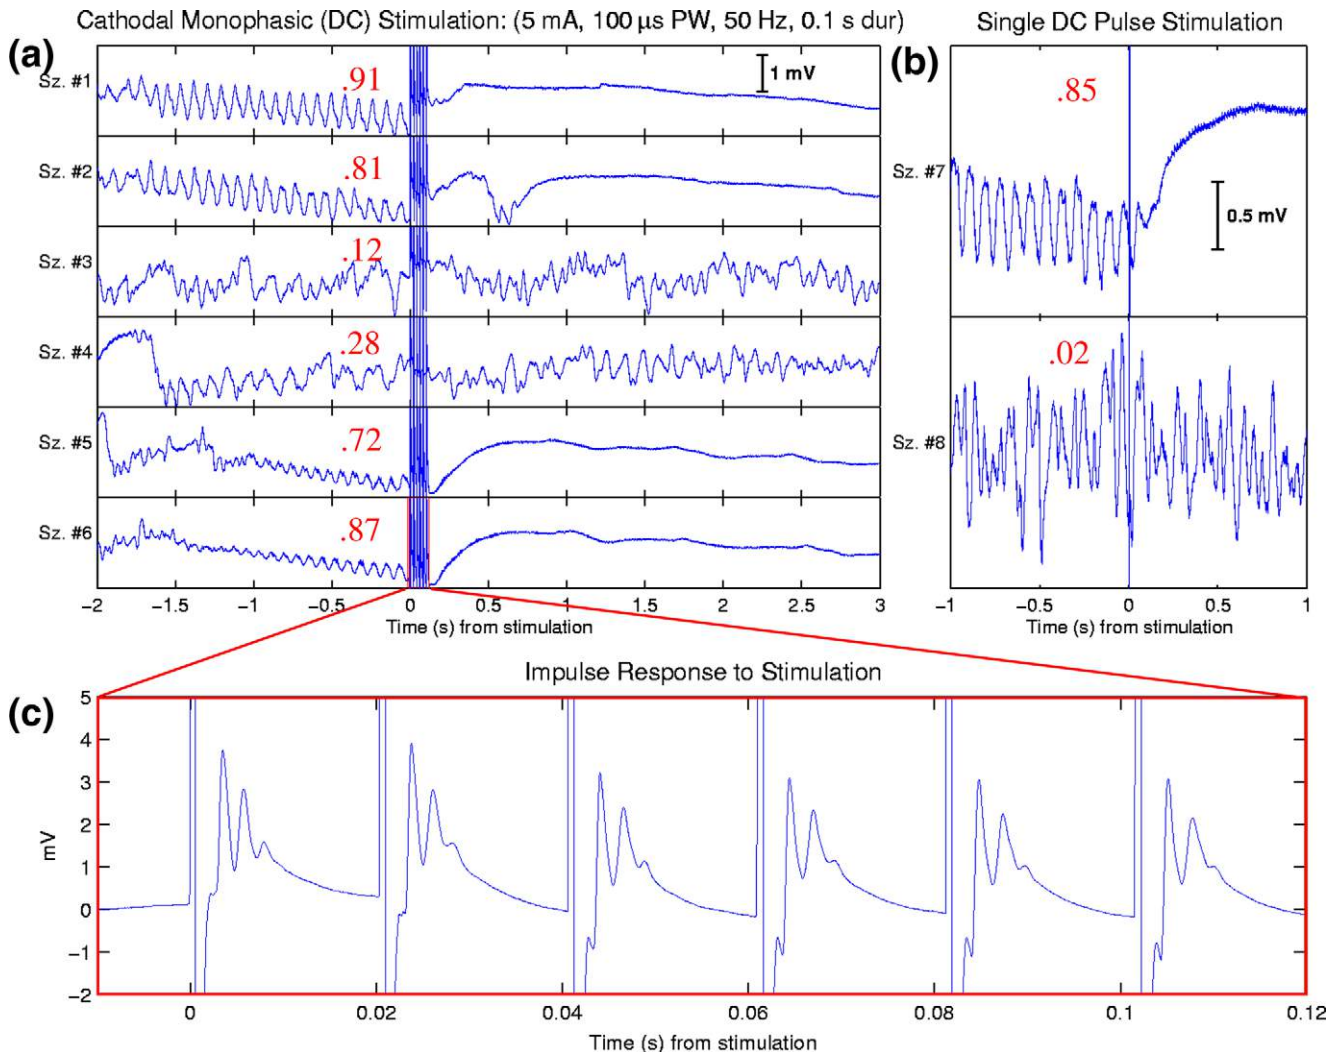 Cathodal Monophasic (DC) Stimulation: (5 mA, 100 µs PW, 50 Hz, 0.1 s dur)
Single DC Pulse Stimulation
(a)
Sz. #1
.91
1 mV
Sz. #2
.81
Sz. #3
.12
Sz. #4
.28
Sz. #5
.72
Sz. #6
.87
−2 −1.5 −1 −0.5 0 0.5 1 1.5 2 2.5 3
Time (s) from stimulation
(b)
.85
Sz. #7
0.5 mV
.02
Sz. #8
−1 −0.5 0 0.5 1
Time (s) from stimulation
Impulse Response to Stimulation
(c)
5
4
3
2
1
0
−1
−2
mV
0 0.02 0.04 0.06 0.08 0.1 0.12
Time (s) from stimulation